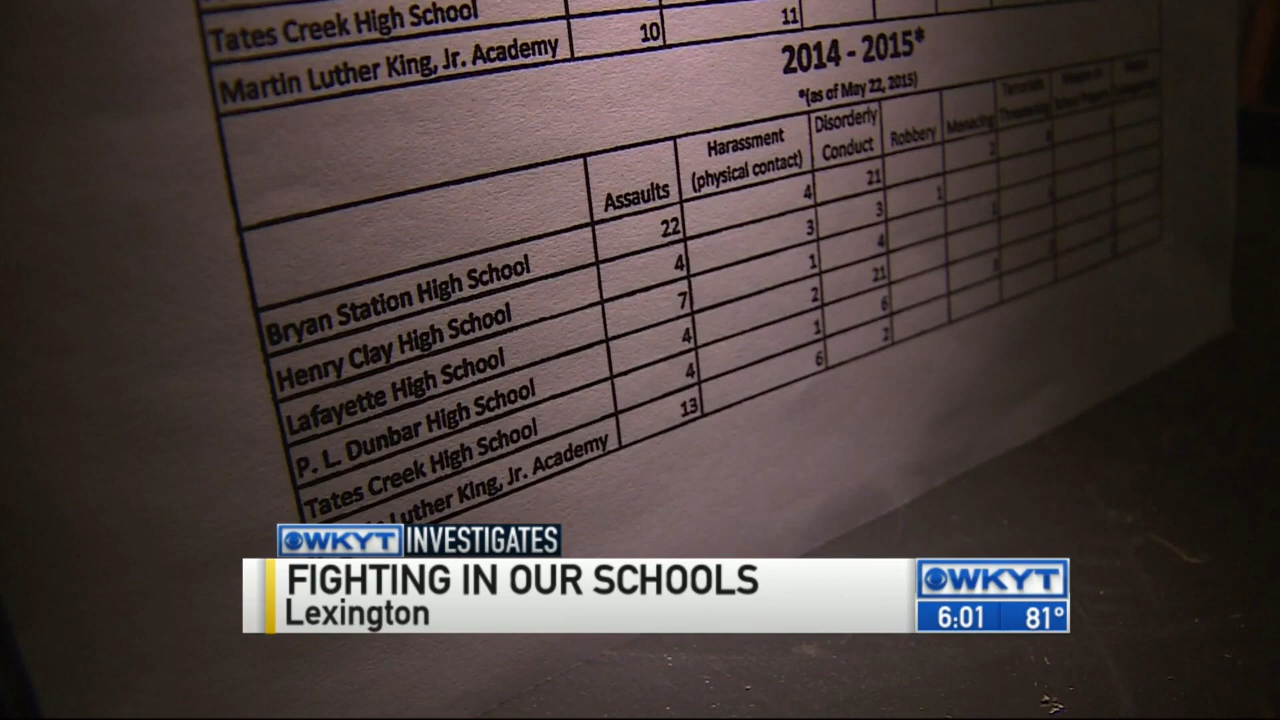 Tates Creek High School
Martin Luther King, Jr. Academy 10 11
2014 - 2015*
*(as of May 22, 2015)
Assaults Harassment (physical contact) Disorderly Conduct Robbery Menacing Terroristic Threatening
Bryan Station High School 22 4 21
Henry Clay High School 4 3 3 1
Lafayette High School 7 1 4
P. L. Dunbar High School 4 2 21
Tates Creek High School 4 1 6
Luther King, Jr. Academy 13 6 2
WKYT INVESTIGATES
FIGHTING IN OUR SCHOOLS
Lexington
WKYT
6:01 81°